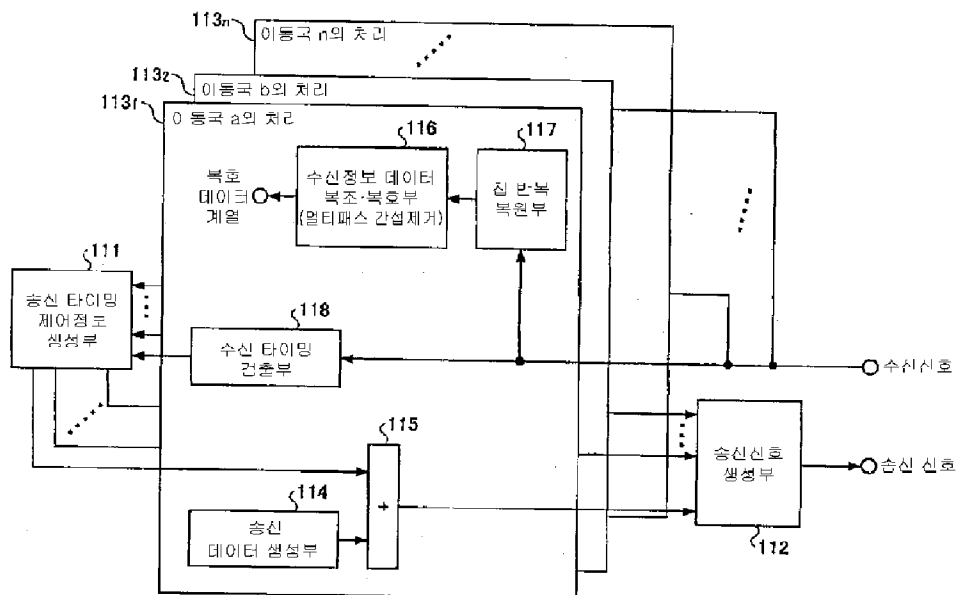 113n
이동국 n의 처리
1132
이동국 b의 처리
113f
이동국 a의 처리
116
117
복호
데이터
계열
수신정보 데이터
복조·복호부
(멀티패스 간섭제거)
칩 반복
복원부
111
송신 타이밍
제어정보
생성부
118
수신 타이밍
검출부
수신신호
115
+
송신신호
생성부
송신 신호
114
송신
데이터 생성부
112